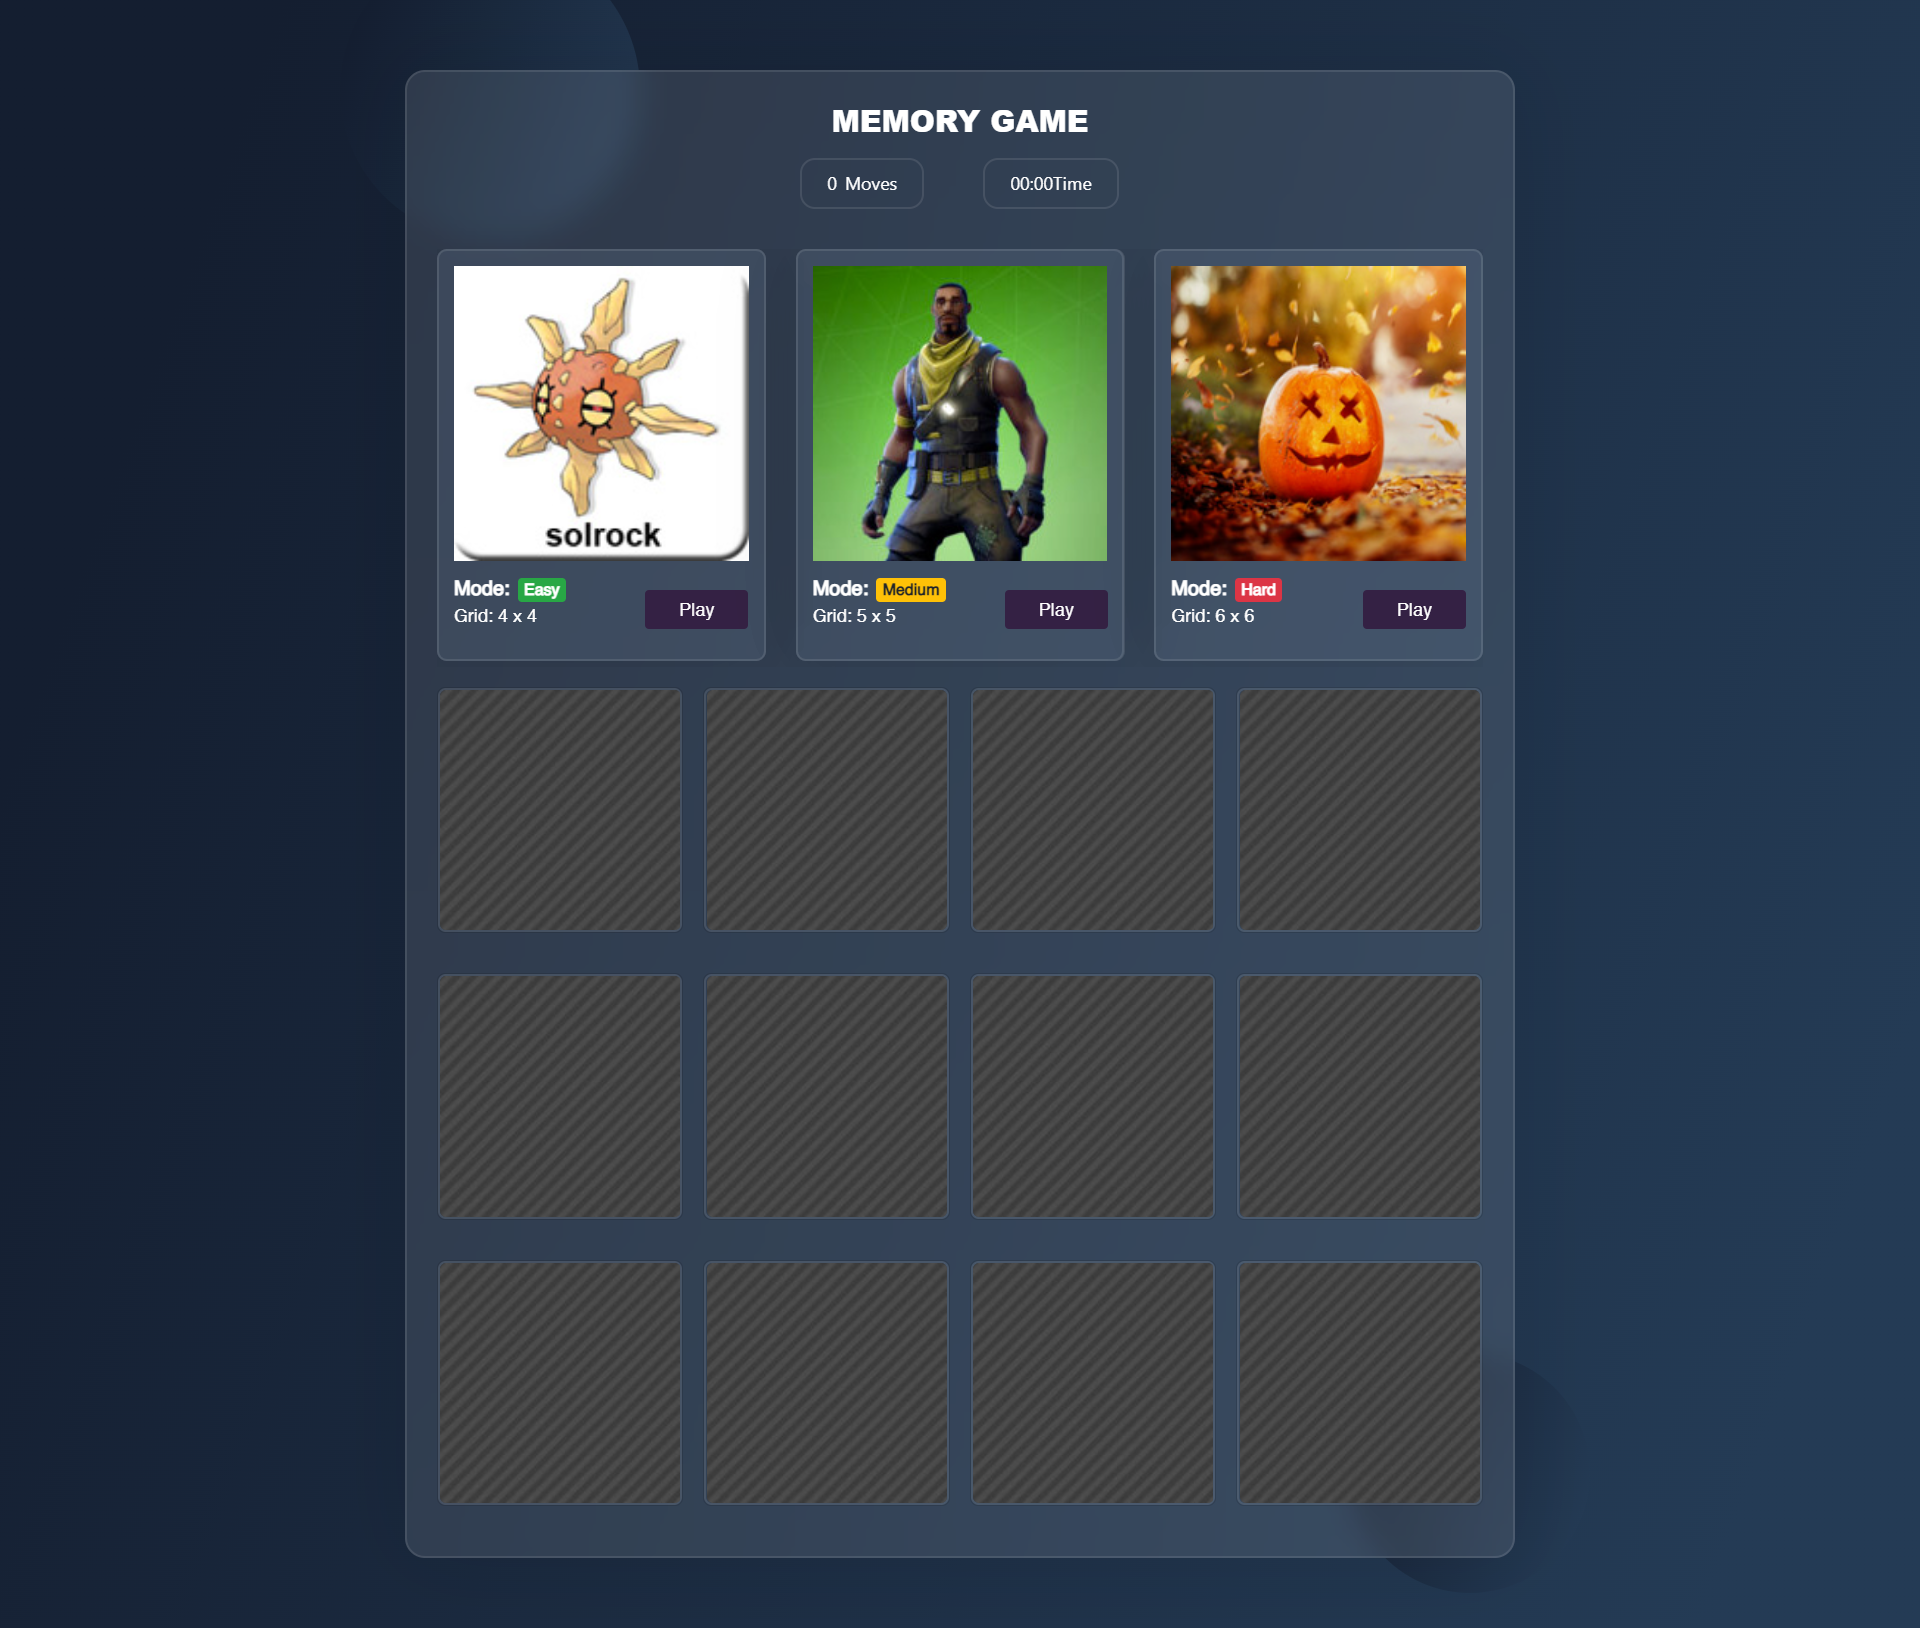 MEMORY GAME
0 Moves
00:00Time
solrock
Mode: Easy
Grid: 4 x 4
Play
Mode: Medium
Grid: 5 x 5
Play
Mode: Hard
Grid: 6 x 6
Play